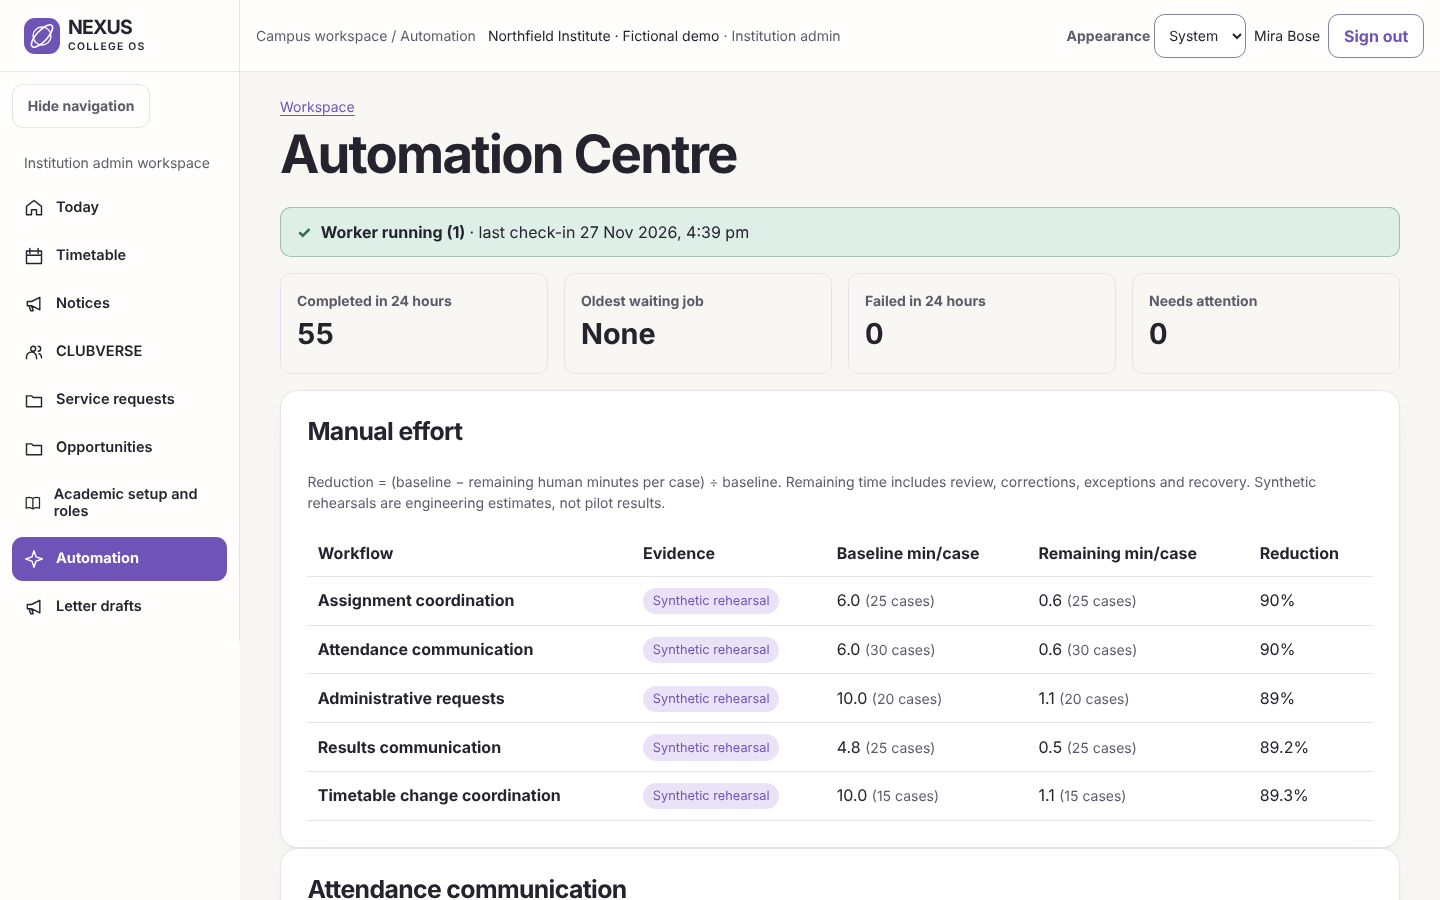 NEXUS
COLLEGE OS
Campus workspace / Automation Northfield Institute · Fictional demo · Institution admin
Appearance System Mira Bose Sign out
Hide navigation
Institution admin workspace
Today
Timetable
Notices
CLUBVERSE
Service requests
Opportunities
Academic setup and
roles
Automation
Letter drafts
Workspace
Automation Centre
Worker running (1) · last check-in 27 Nov 2026, 4:39 pm
Completed in 24 hours
55
Oldest waiting job
None
Failed in 24 hours
0
Needs attention
0
Manual effort
Reduction = (baseline − remaining human minutes per case) ÷ baseline. Remaining time includes review, corrections, exceptions and recovery. Synthetic
rehearsals are engineering estimates, not pilot results.
Workflow Evidence Baseline min/case Remaining min/case Reduction
Assignment coordination Synthetic rehearsal 6.0 (25 cases) 0.6 (25 cases) 90%
Attendance communication Synthetic rehearsal 6.0 (30 cases) 0.6 (30 cases) 90%
Administrative requests Synthetic rehearsal 10.0 (20 cases) 1.1 (20 cases) 89%
Results communication Synthetic rehearsal 4.8 (25 cases) 0.5 (25 cases) 89.2%
Timetable change coordination Synthetic rehearsal 10.0 (15 cases) 1.1 (15 cases) 89.3%
Attendance communication